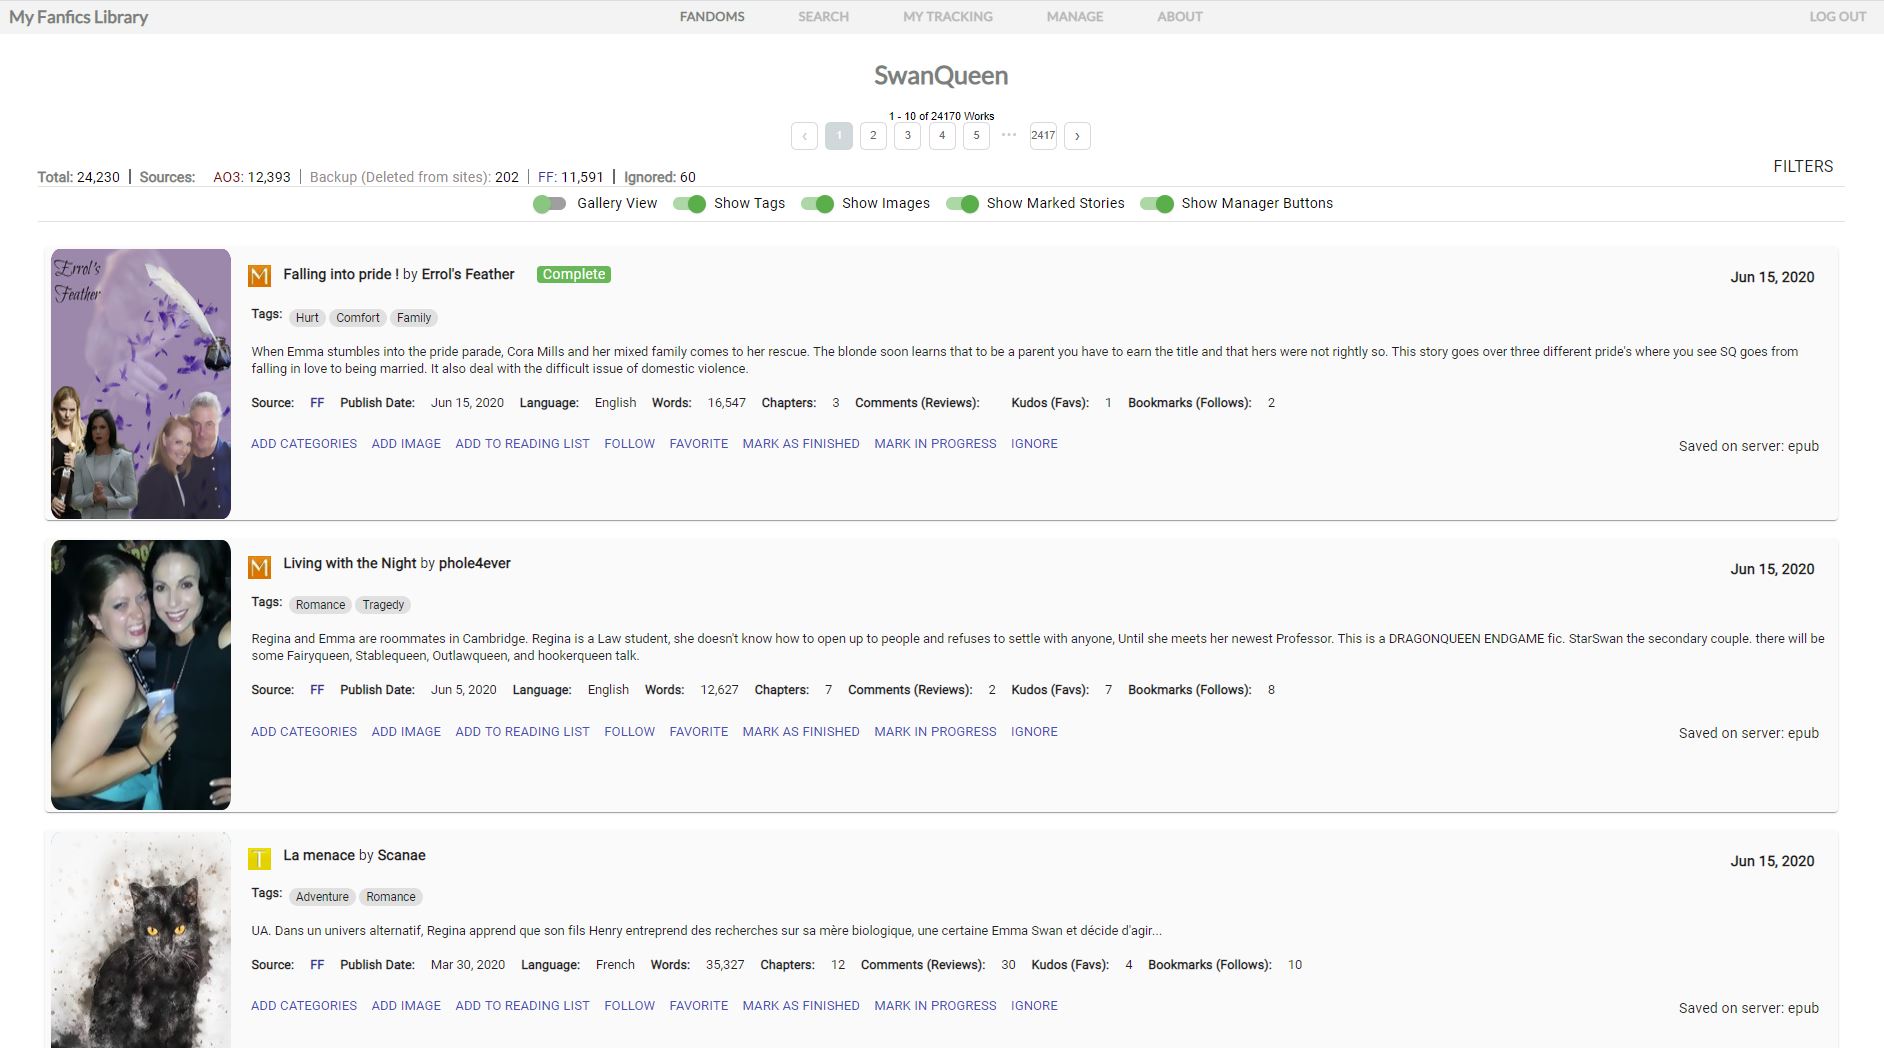 My Fanfics Library
FANDOMS SEARCH MY TRACKING MANAGE ABOUT LOG OUT
SwanQueen
1 - 10 of 24170 Works
‹ 1 2 3 4 5 ••• 2417 ›
FILTERS
Total: 24,230 | Sources: AO3: 12,393 | Backup (Deleted from sites): 202 | FF: 11,591 | Ignored: 60
Gallery View Show Tags Show Images Show Marked Stories Show Manager Buttons
Errol's
Feather
M Falling into pride ! by Errol's Feather Complete Jun 15, 2020
Tags: Hurt Comfort Family
When Emma stumbles into the pride parade, Cora Mills and her mixed family comes to her rescue. The blonde soon learns that to be a parent you have to earn the title and that hers were not rightly so. This story goes over three different pride's where you see SQ goes from
falling in love to being married. It also deal with the difficult issue of domestic violence.
Source: FF Publish Date: Jun 15, 2020 Language: English Words: 16,547 Chapters: 3 Comments (Reviews): Kudos (Favs): 1 Bookmarks (Follows): 2
ADD CATEGORIES ADD IMAGE ADD TO READING LIST FOLLOW FAVORITE MARK AS FINISHED MARK IN PROGRESS IGNORE
Saved on server: epub
M Living with the Night by phole4ever Jun 15, 2020
Tags: Romance Tragedy
Regina and Emma are roommates in Cambridge. Regina is a Law student, she doesn't know how to open up to people and refuses to settle with anyone, Until she meets her newest Professor. This is a DRAGONQUEEN ENDGAME fic. StarSwan the secondary couple. there will be
some Fairyqueen, Stablequeen, Outlawqueen, and hookerqueen talk.
Source: FF Publish Date: Jun 5, 2020 Language: English Words: 12,627 Chapters: 7 Comments (Reviews): 2 Kudos (Favs): 7 Bookmarks (Follows): 8
ADD CATEGORIES ADD IMAGE ADD TO READING LIST FOLLOW FAVORITE MARK AS FINISHED MARK IN PROGRESS IGNORE
Saved on server: epub
T La menace by Scanae Jun 15, 2020
Tags: Adventure Romance
UA. Dans un univers alternatif, Regina apprend que son fils Henry entreprend des recherches sur sa mère biologique, une certaine Emma Swan et décide d'agir...
Source: FF Publish Date: Mar 30, 2020 Language: French Words: 35,327 Chapters: 12 Comments (Reviews): 30 Kudos (Favs): 4 Bookmarks (Follows): 10
ADD CATEGORIES ADD IMAGE ADD TO READING LIST FOLLOW FAVORITE MARK AS FINISHED MARK IN PROGRESS IGNORE
Saved on server: epub